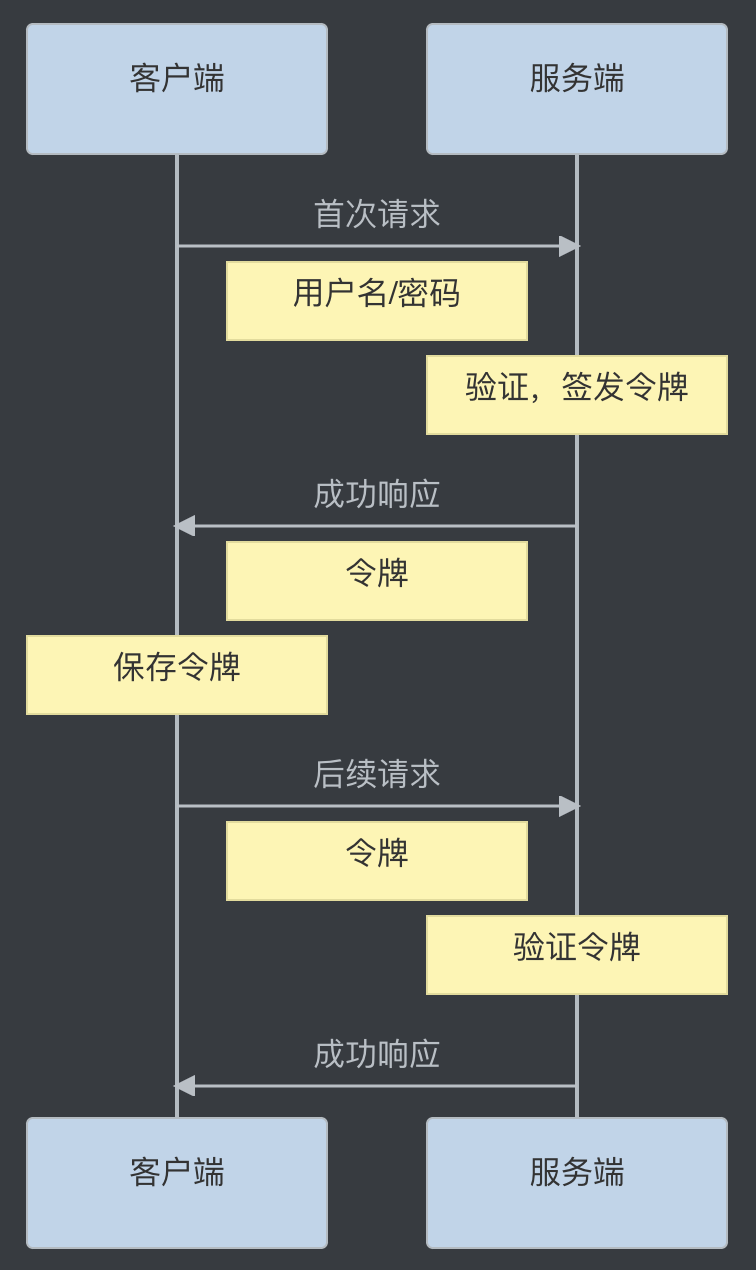 客户端
服务端
首次请求
用户名/密码
验证，签发令牌
成功响应
令牌
保存令牌
后续请求
令牌
验证令牌
成功响应
客户端
服务端